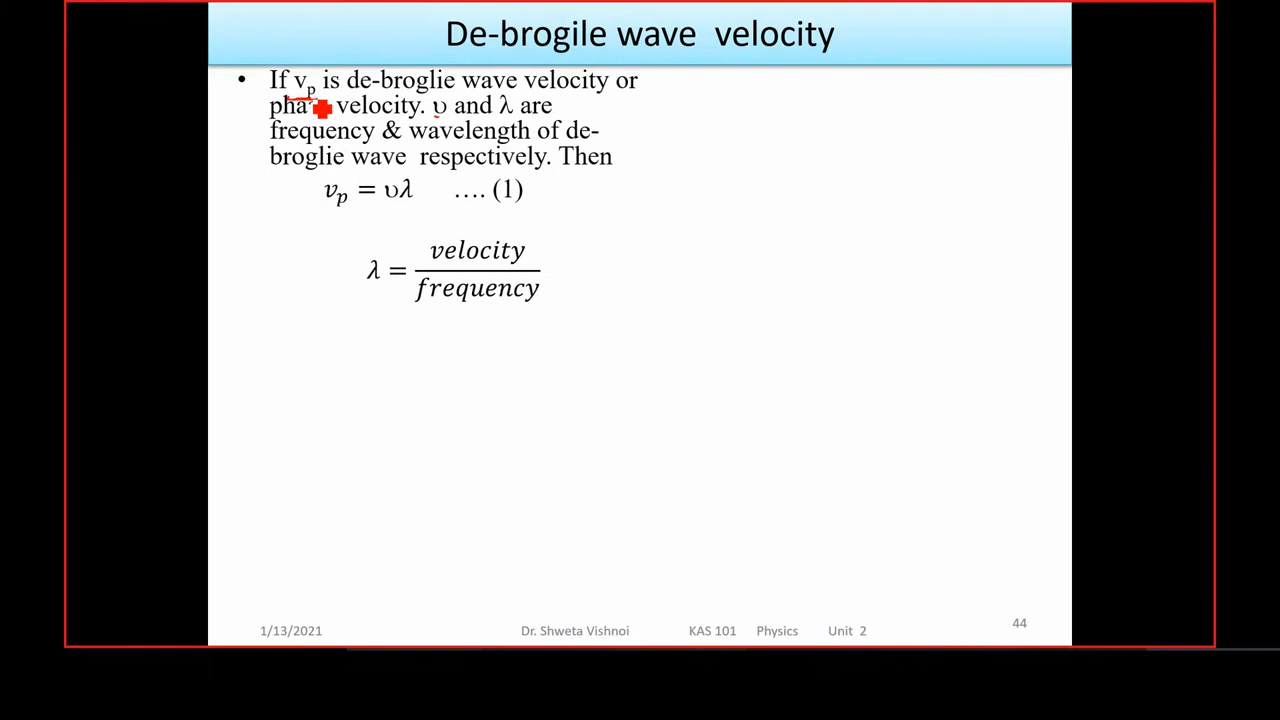 De-brogile wave velocity
• If vₚ is de-broglie wave velocity or
pha velocity. υ and λ are
frequency & wavelength of de-
broglie wave respectively. Then
𝑣ₚ = υλ …. (1)
λ = velocity / frequency
1/13/2021 Dr. Shweta Vishnoi KAS 101 Physics Unit 2 44